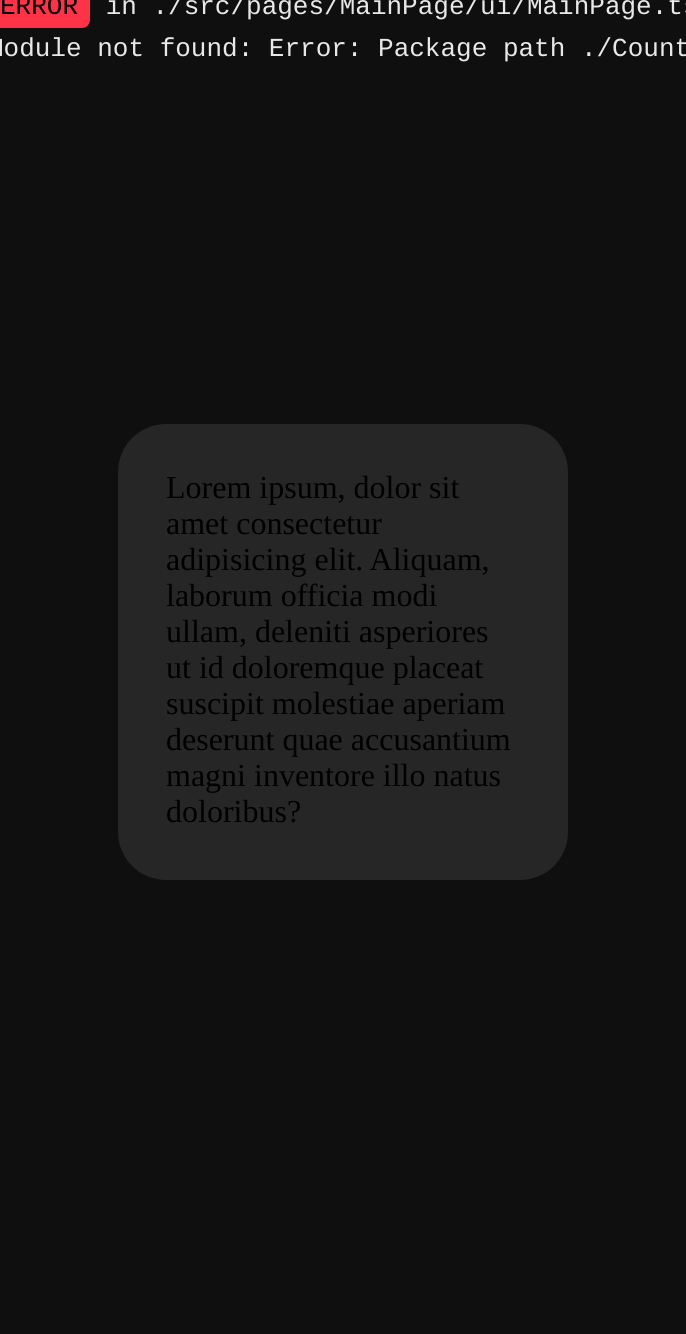 ERROR in ./src/pages/MainPage/ui/MainPage.t
Module not found: Error: Package path ./Count
Lorem ipsum, dolor sit
amet consectetur
adipisicing elit. Aliquam,
laborum officia modi
ullam, deleniti asperiores
ut id doloremque placeat
suscipit molestiae aperiam
deserunt quae accusantium
magni inventore illo natus
doloribus?